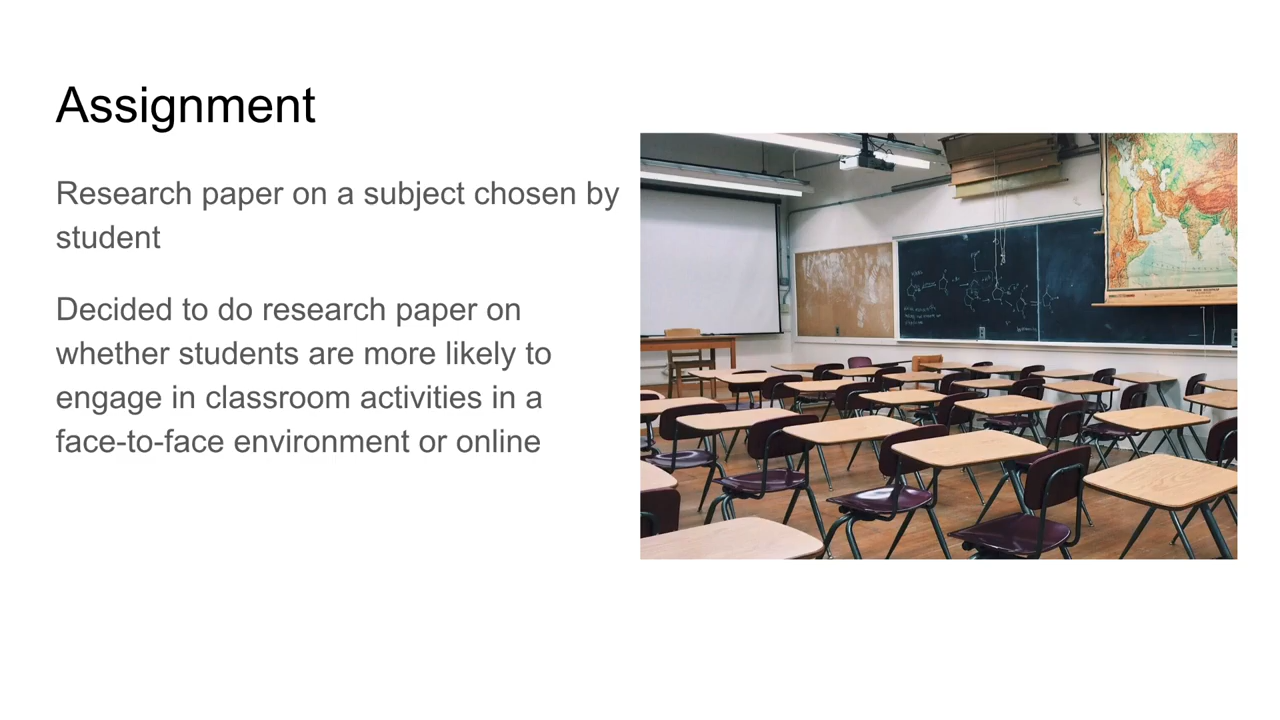 Assignment
Research paper on a subject chosen by
student
Decided to do research paper on
whether students are more likely to
engage in classroom activities in a
face-to-face environment or online